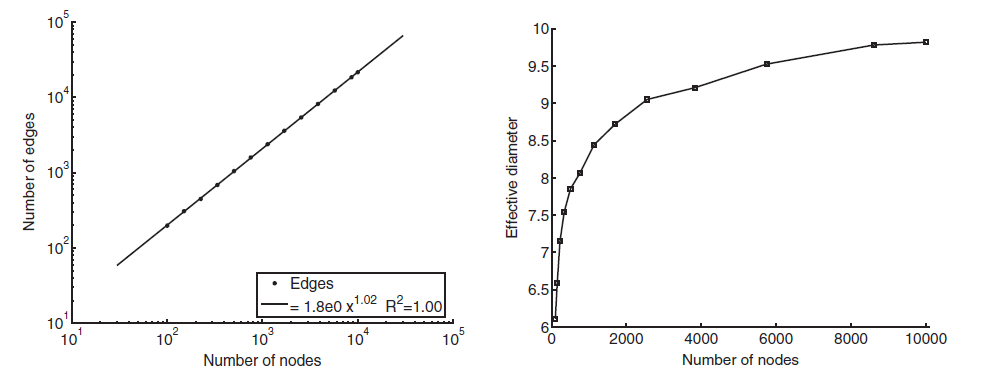 10^5
10^4
10^3
10^2
10^1
Number of edges
Edges
= 1.8e0 x^1.02 R^2=1.00
10^1 10^2 10^3 10^4 10^5
Number of nodes
10
9.5
9
8.5
8
7.5
7
6.5
6
Effective diameter
0 2000 4000 6000 8000 10000
Number of nodes